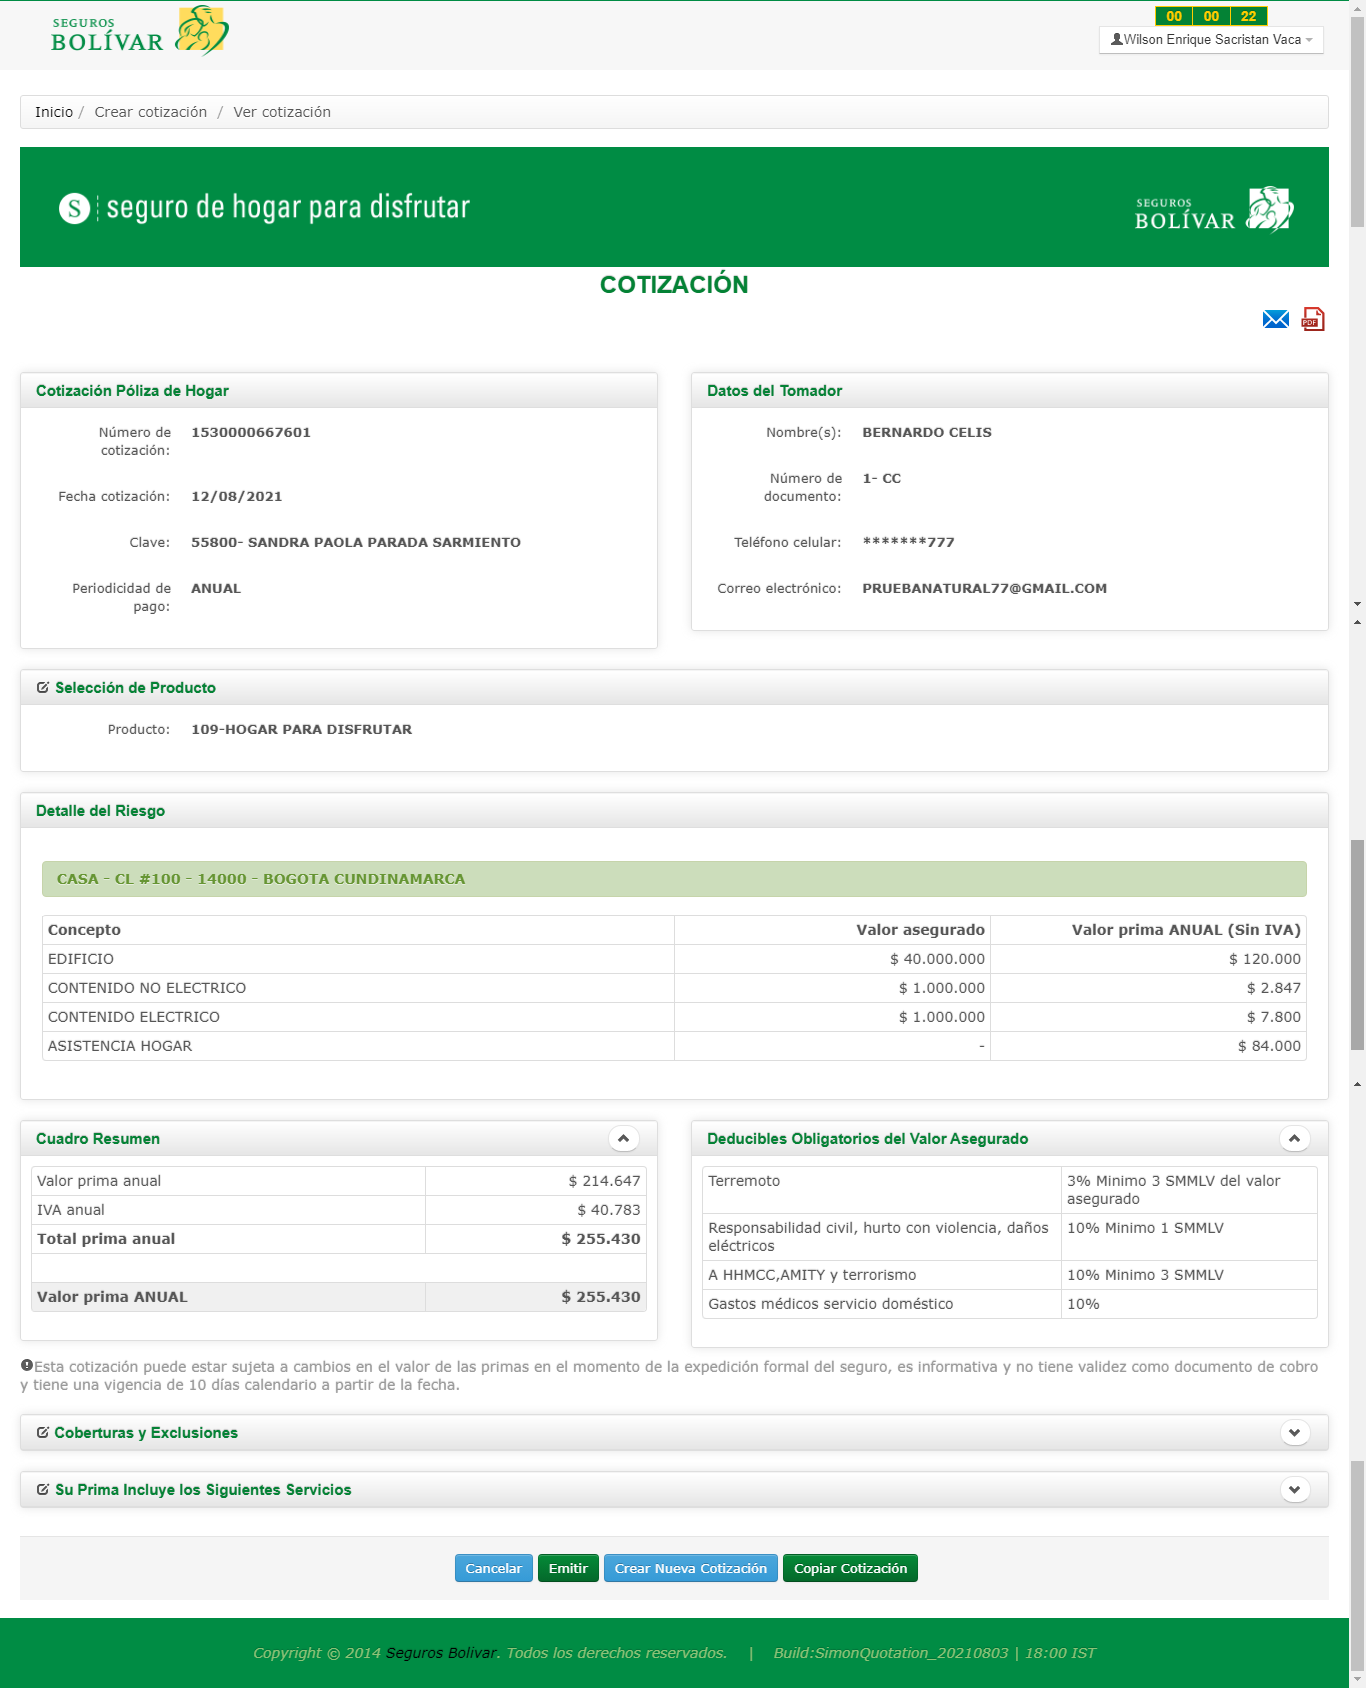 SEGUROS
BOLÍVAR
00 00 22
Wilson Enrique Sacristan Vaca
Inicio / Crear cotización / Ver cotización
S seguro de hogar para disfrutar
SEGUROS
BOLÍVAR
COTIZACIÓN
PDF
Cotización Póliza de Hogar
Número de cotización: 1530000667601
Fecha cotización: 12/08/2021
Clave: 55800- SANDRA PAOLA PARADA SARMIENTO
Periodicidad de pago: ANUAL
Datos del Tomador
Nombre(s): BERNARDO CELIS
Número de documento: 1- CC
Teléfono celular: *******777
Correo electrónico: PRUEBANATURAL77@GMAIL.COM
Selección de Producto
Producto: 109-HOGAR PARA DISFRUTAR
Detalle del Riesgo
CASA - CL #100 - 14000 - BOGOTA CUNDINAMARCA
Concepto Valor asegurado Valor prima ANUAL (Sin IVA)
EDIFICIO $ 40.000.000 $ 120.000
CONTENIDO NO ELECTRICO $ 1.000.000 $ 2.847
CONTENIDO ELECTRICO $ 1.000.000 $ 7.800
ASISTENCIA HOGAR - $ 84.000
Cuadro Resumen
Valor prima anual $ 214.647
IVA anual $ 40.783
Total prima anual $ 255.430
Valor prima ANUAL $ 255.430
Deducibles Obligatorios del Valor Asegurado
Terremoto 3% Minimo 3 SMMLV del valor asegurado
Responsabilidad civil, hurto con violencia, daños eléctricos 10% Minimo 1 SMMLV
A HHMCC,AMITY y terrorismo 10% Minimo 3 SMMLV
Gastos médicos servicio doméstico 10%
Esta cotización puede estar sujeta a cambios en el valor de las primas en el momento de la expedición formal del seguro, es informativa y no tiene validez como documento de cobro
y tiene una vigencia de 10 días calendario a partir de la fecha.
Coberturas y Exclusiones
Su Prima Incluye los Siguientes Servicios
Cancelar Emitir Crear Nueva Cotización Copiar Cotización
Copyright © 2014 Seguros Bolivar. Todos los derechos reservados. | Build:SimonQuotation_20210803 | 18:00 IST